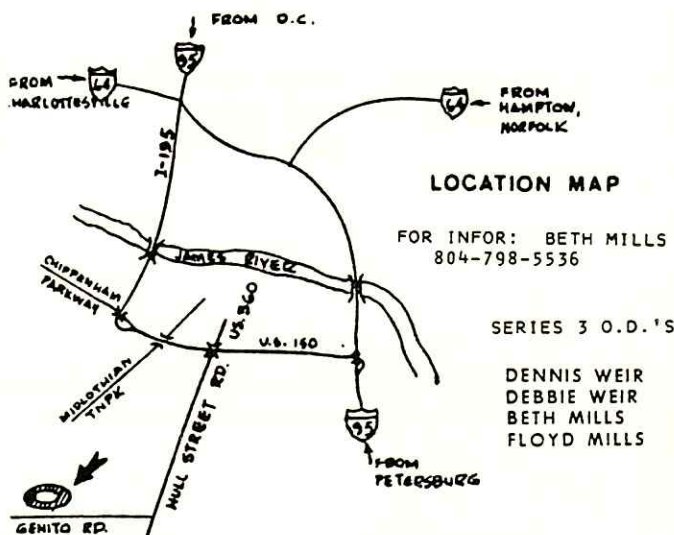 FROM D.C.
95
FROM
CHARLOTTESVILLE
64
64
FROM
HAMPTON,
NORFOLK
I-195
LOCATION MAP
FOR INFOR: BETH MILLS
804-798-5536
JAMES RIVER
CHIPPENHAM
PARKWAY
US.360
U.S. 150
MIDLOTHIAN
TNPK
SERIES 3 O.D.'S
DENNIS WEIR
DEBBIE WEIR
BETH MILLS
FLOYD MILLS
HULL STREET RD.
95
FROM
PETERSBURG
GENITO RD.